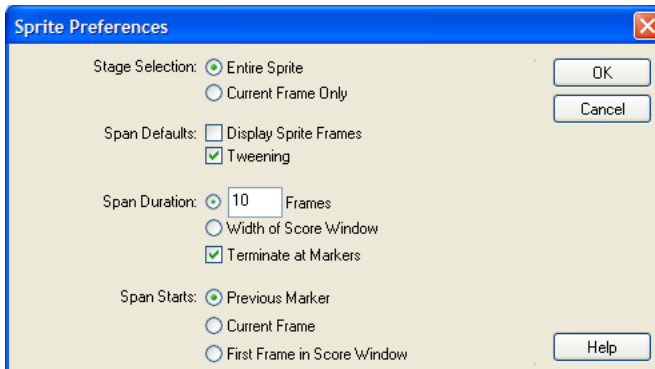 Sprite Preferences
Stage Selection: Entire Sprite
OK
Current Frame Only
Cancel
Span Defaults: Display Sprite Frames
Tweening
Span Duration: 10 Frames
Width of Score Window
Terminate at Markers
Span Starts: Previous Marker
Current Frame
First Frame in Score Window
Help